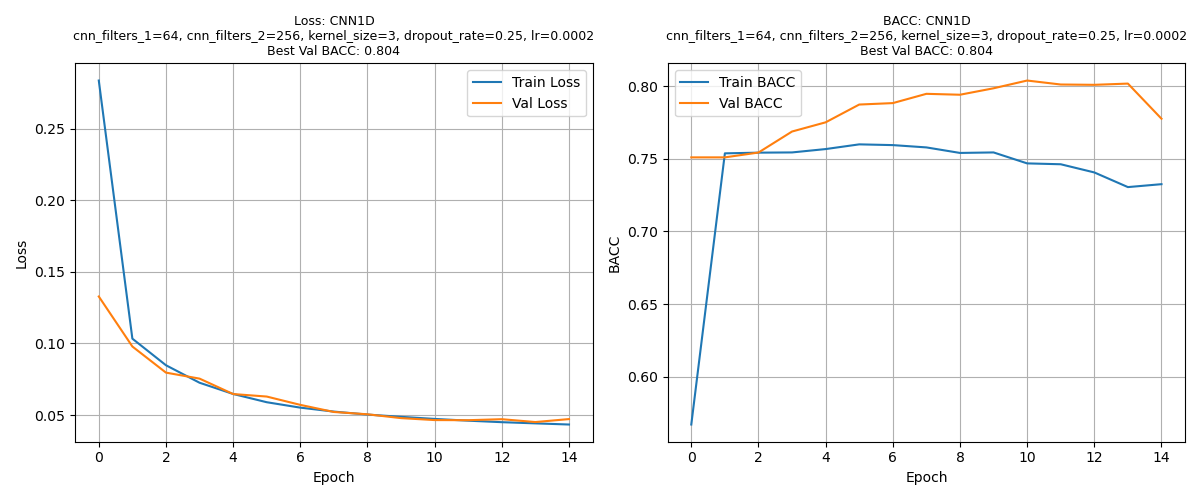 Loss: CNN1D
cnn_filters_1=64, cnn_filters_2=256, kernel_size=3, dropout_rate=0.25, lr=0.0002
Best Val BACC: 0.804
Train Loss
Val Loss
0.25
0.20
0.15
0.10
0.05
Loss
0 2 4 6 8 10 12 14
Epoch
BACC: CNN1D
cnn_filters_1=64, cnn_filters_2=256, kernel_size=3, dropout_rate=0.25, lr=0.0002
Best Val BACC: 0.804
Train BACC
Val BACC
0.80
0.75
0.70
0.65
0.60
BACC
0 2 4 6 8 10 12 14
Epoch